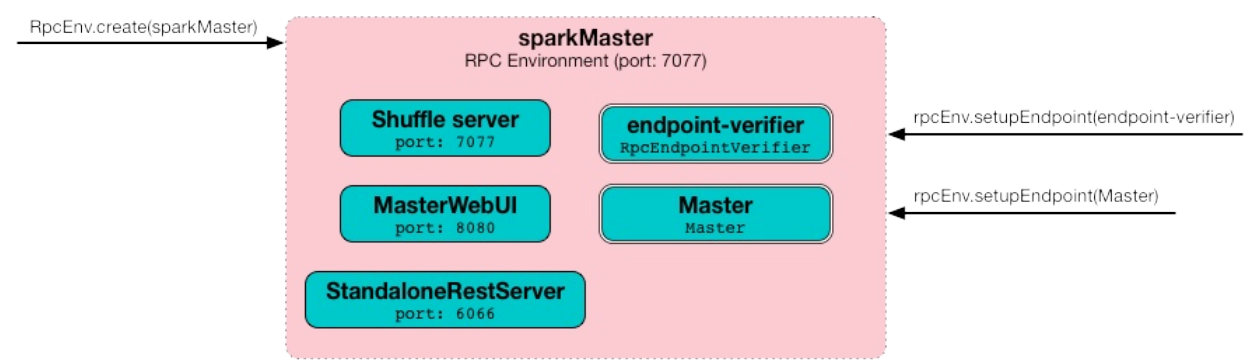 RpcEnv.create(sparkMaster)
sparkMaster
RPC Environment (port: 7077)
Shuffle server
port: 7077
endpoint-verifier
RpcEndpointVerifier
rpcEnv.setupEndpoint(endpoint-verifier)
MasterWebUI
port: 8080
Master
Master
rpcEnv.setupEndpoint(Master)
StandaloneRestServer
port: 6066